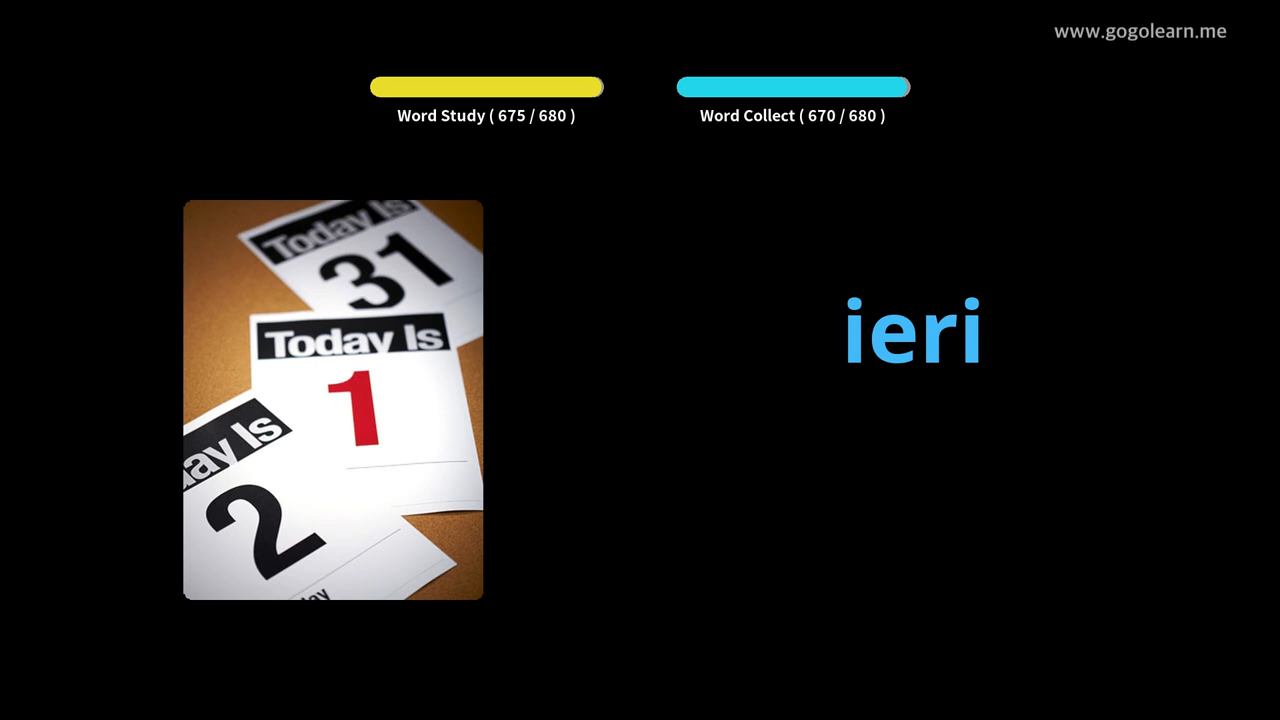 www.gogolearn.me
Word Study ( 675 / 680 )
Word Collect ( 670 / 680 )
Today Is
31
Today Is
1
ay Is
2
ieri